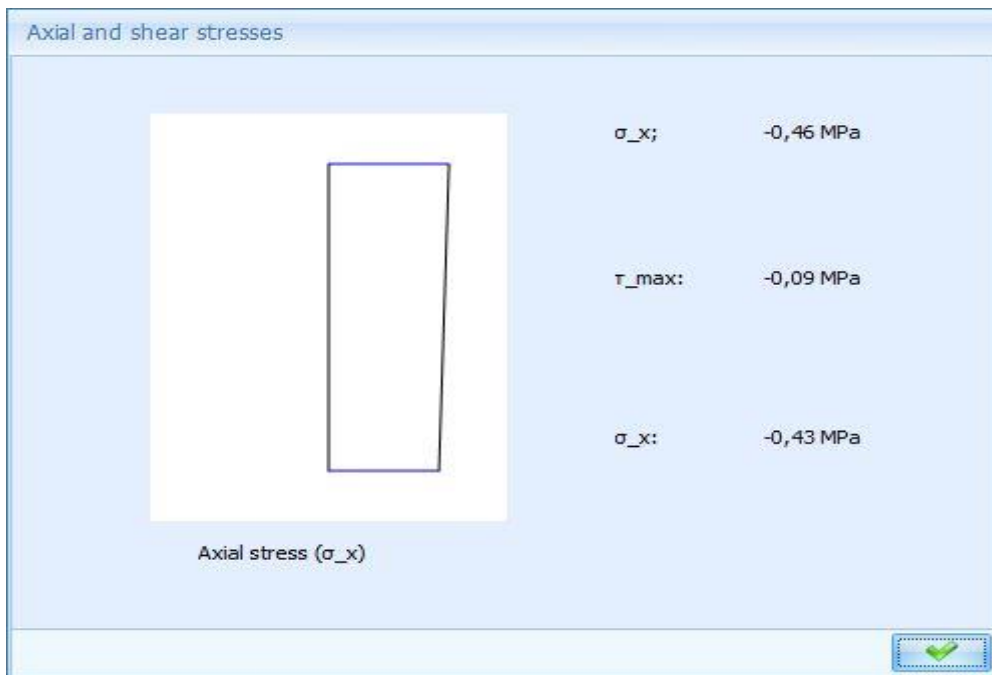 Axial and shear stresses
σ_x; -0,46 MPa
τ_max: -0,09 MPa
σ_x: -0,43 MPa
Axial stress (σ_x)